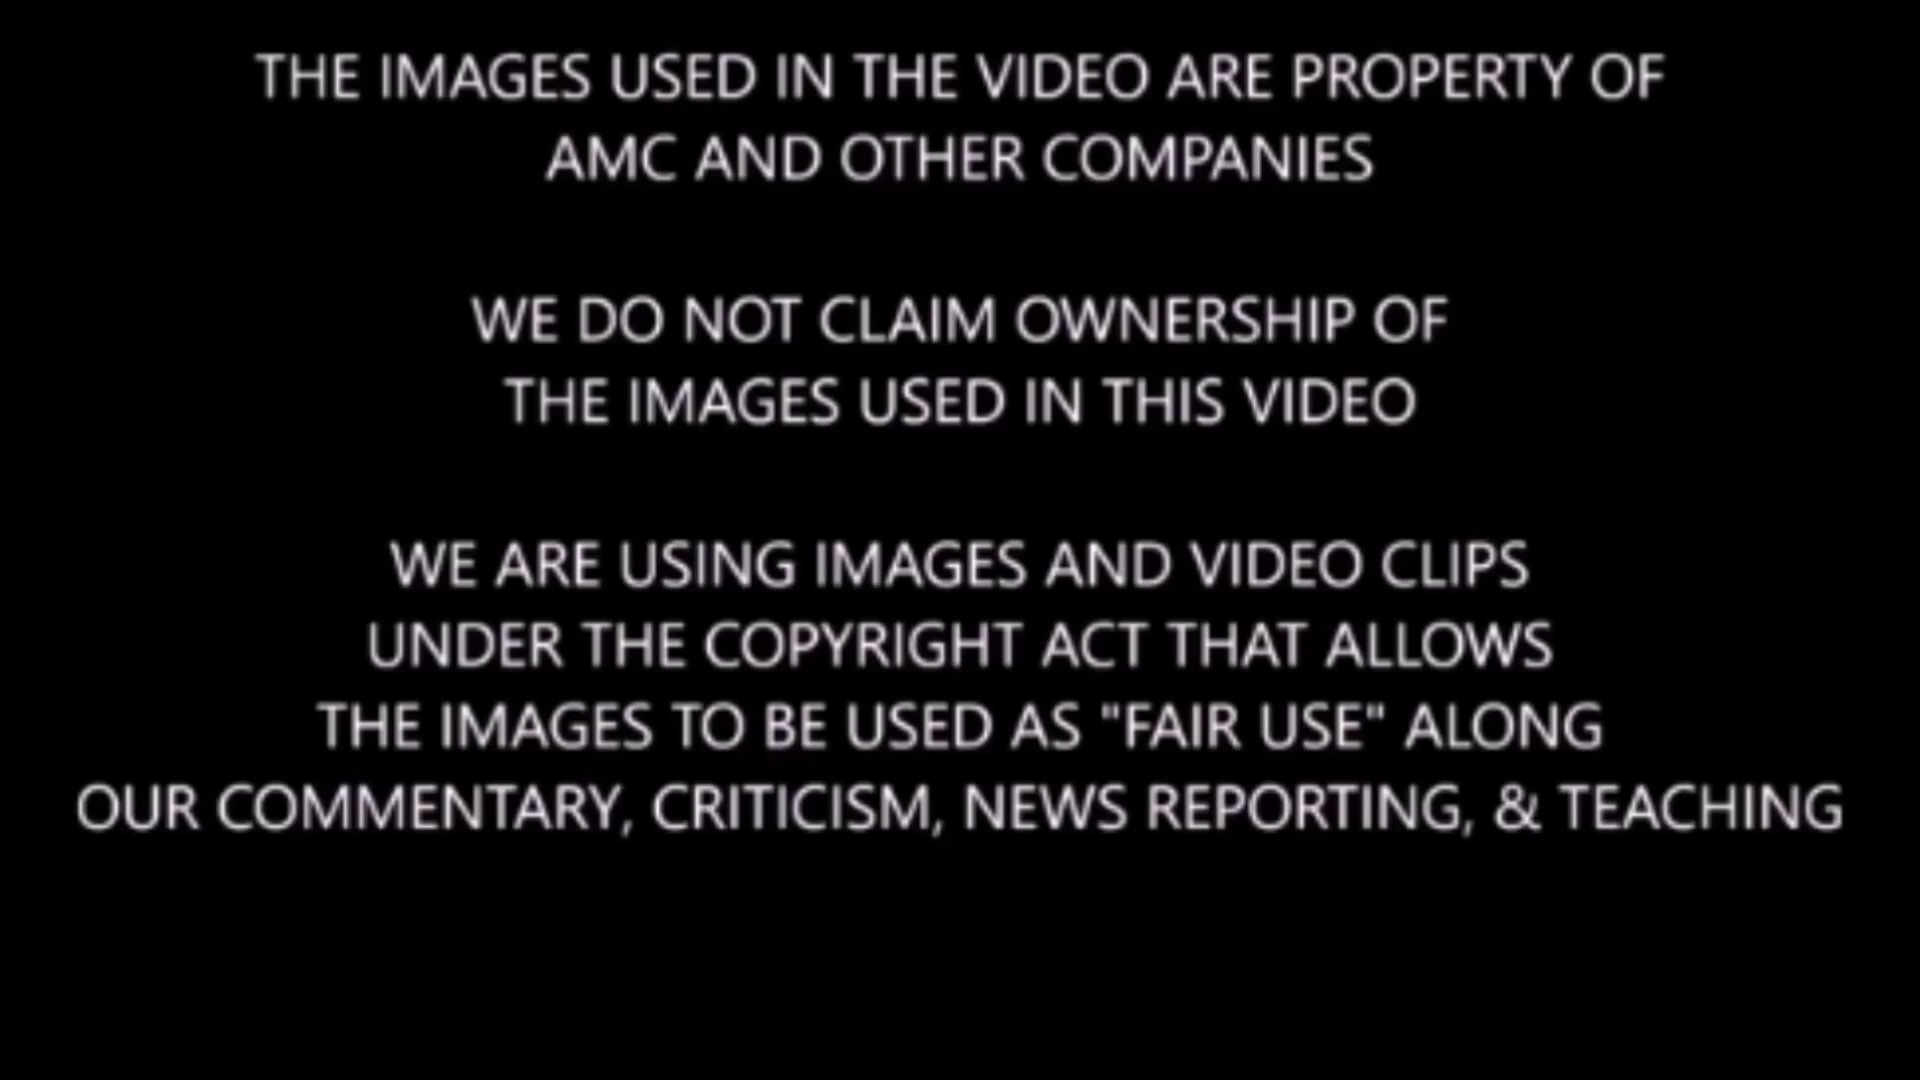 THE IMAGES USED IN THE VIDEO ARE PROPERTY OF
AMC AND OTHER COMPANIES
WE DO NOT CLAIM OWNERSHIP OF
THE IMAGES USED IN THIS VIDEO
WE ARE USING IMAGES AND VIDEO CLIPS
UNDER THE COPYRIGHT ACT THAT ALLOWS
THE IMAGES TO BE USED AS "FAIR USE" ALONG
OUR COMMENTARY, CRITICISM, NEWS REPORTING, & TEACHING